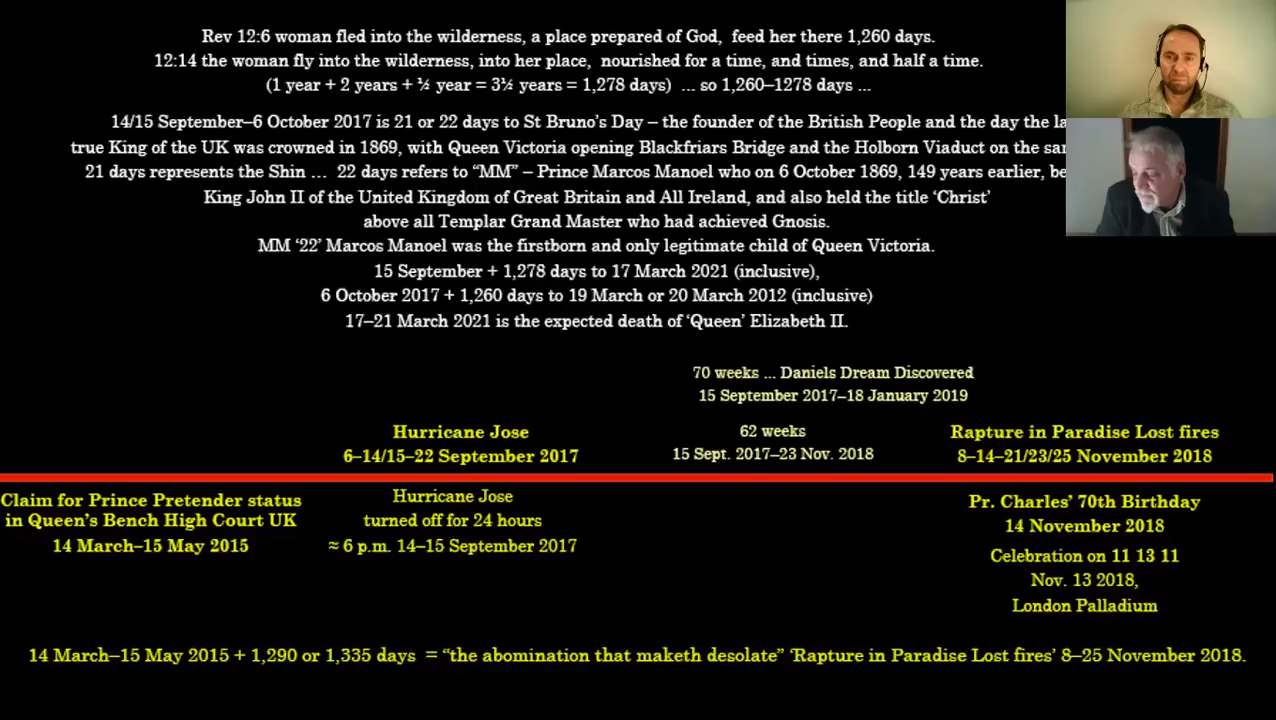 Rev 12:6 woman fled into the wilderness, a place prepared of God, feed her there 1,260 days.
12:14 the woman fly into the wilderness, into her place, nourished for a time, and times, and half a time.
(1 year + 2 years + ½ year = 3½ years = 1,278 days) ... so 1,260–1278 days ...
14/15 September–6 October 2017 is 21 or 22 days to St Bruno's Day – the founder of the British People and the day the la
true King of the UK was crowned in 1869, with Queen Victoria opening Blackfriars Bridge and the Holborn Viaduct on the sa
21 days represents the Shin ... 22 days refers to “MM” – Prince Marcos Manoel who on 6 October 1869, 149 years earlier, be
King John II of the United Kingdom of Great Britain and All Ireland, and also held the title ‘Christ’
above all Templar Grand Master who had achieved Gnosis.
MM ‘22’ Marcos Manoel was the firstborn and only legitimate child of Queen Victoria.
15 September + 1,278 days to 17 March 2021 (inclusive),
6 October 2017 + 1,260 days to 19 March or 20 March 2012 (inclusive)
17–21 March 2021 is the expected death of ‘Queen’ Elizabeth II.
70 weeks ... Daniels Dream Discovered
15 September 2017–18 January 2019
Hurricane Jose
6–14/15–22 September 2017
62 weeks
15 Sept. 2017–23 Nov. 2018
Rapture in Paradise Lost fires
8–14–21/23/25 November 2018
Claim for Prince Pretender status
in Queen's Bench High Court UK
14 March–15 May 2015
Hurricane Jose
turned off for 24 hours
≈ 6 p.m. 14–15 September 2017
Pr. Charles’ 70th Birthday
14 November 2018
Celebration on 11 13 11
Nov. 13 2018,
London Palladium
14 March–15 May 2015 + 1,290 or 1,335 days = “the abomination that maketh desolate” ‘Rapture in Paradise Lost fires’ 8–25 November 2018.